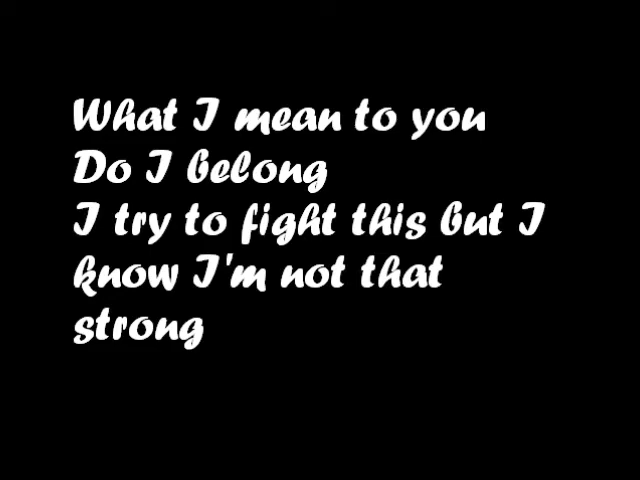 What I mean to you
Do I belong
I try to fight this but I
know I'm not that
strong